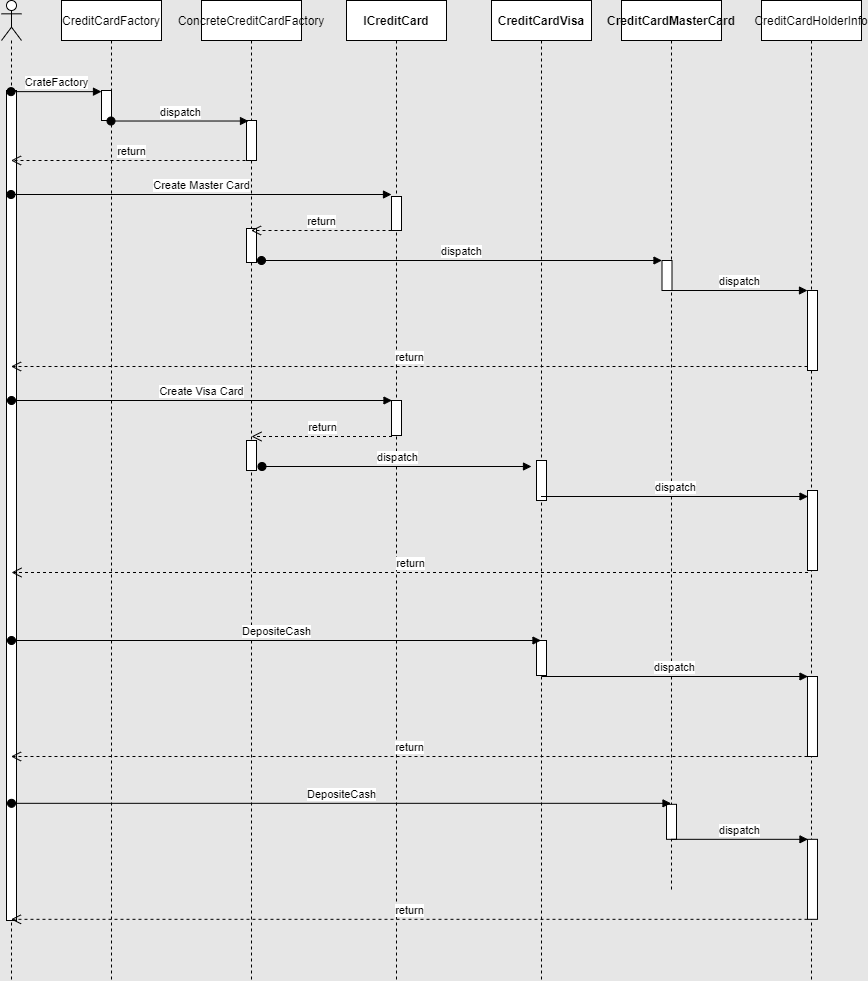 CreditCardFactory
ConcreteCreditCardFactory
ICreditCard
CreditCardVisa
CreditCardMasterCard
CreditCardHolderInfo
CrateFactory
dispatch
return
Create Master Card
return
dispatch
dispatch
return
Create Visa Card
return
dispatch
dispatch
return
DepositeCash
dispatch
return
DepositeCash
dispatch
return